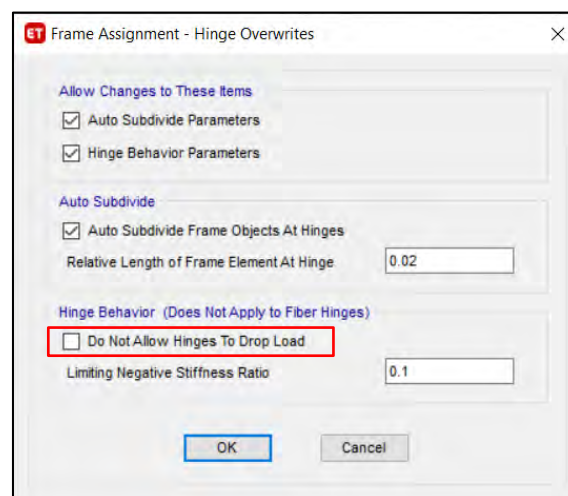 ET Frame Assignment - Hinge Overwrites
Allow Changes to These Items
Auto Subdivide Parameters
Hinge Behavior Parameters
Auto Subdivide
Auto Subdivide Frame Objects At Hinges
Relative Length of Frame Element At Hinge 0.02
Hinge Behavior (Does Not Apply to Fiber Hinges)
Do Not Allow Hinges To Drop Load
Limiting Negative Stiffness Ratio 0.1
OK Cancel